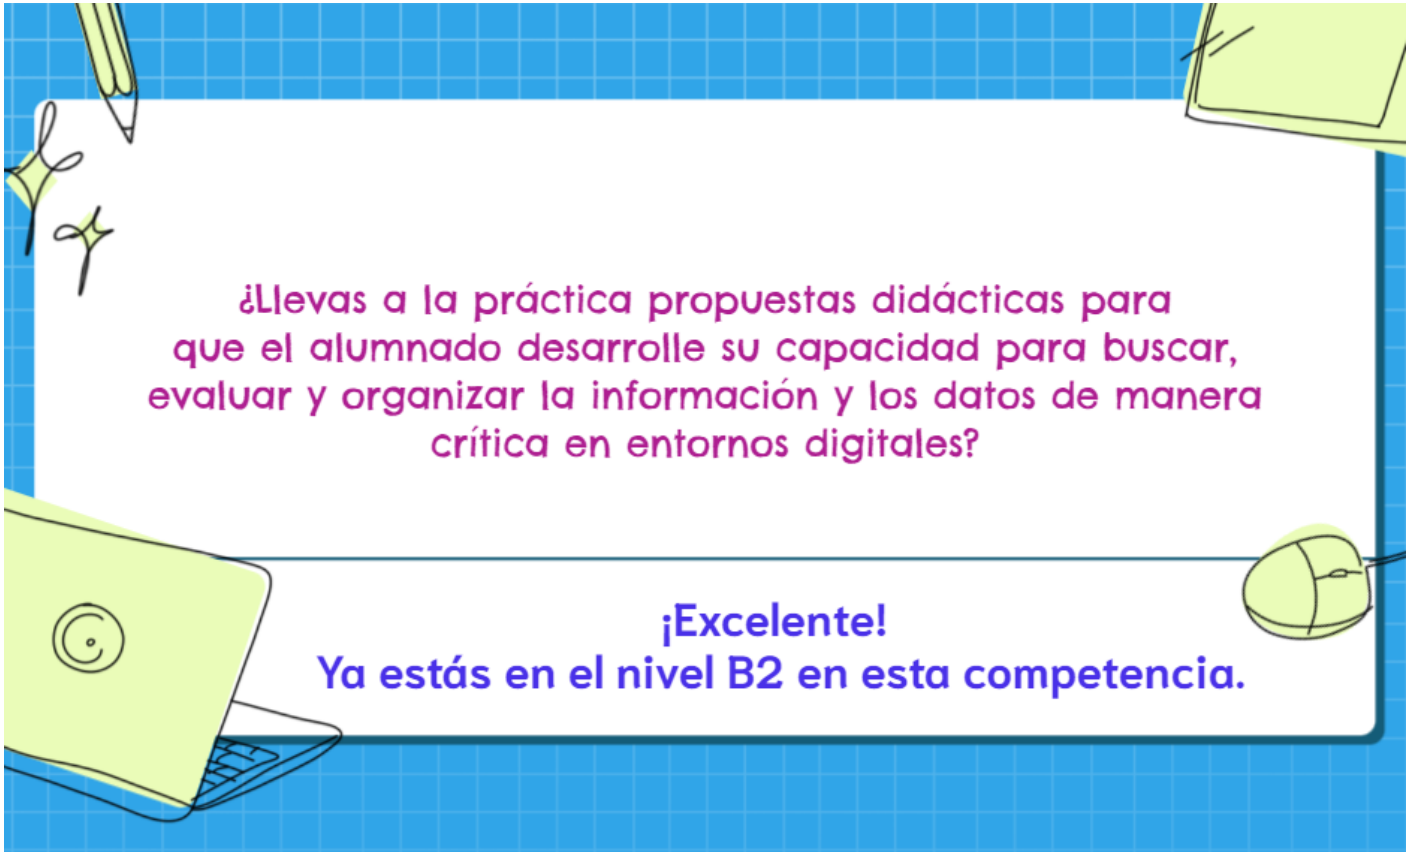 ¿Llevas a la práctica propuestas didácticas para
que el alumnado desarrolle su capacidad para buscar,
evaluar y organizar la información y los datos de manera
crítica en entornos digitales?
¡Excelente!
Ya estás en el nivel B2 en esta competencia.